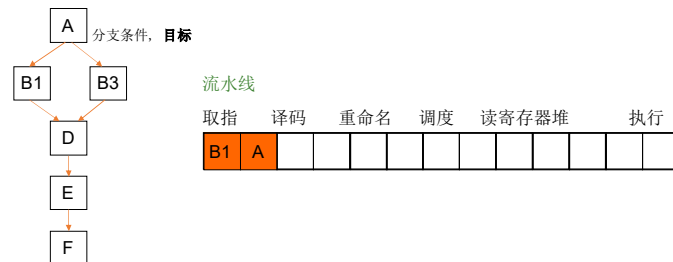 A
分支条件，目标
B1 B3
D
E
F
流水线
取指 译码 重命名 调度 读寄存器堆 执行
B1 A